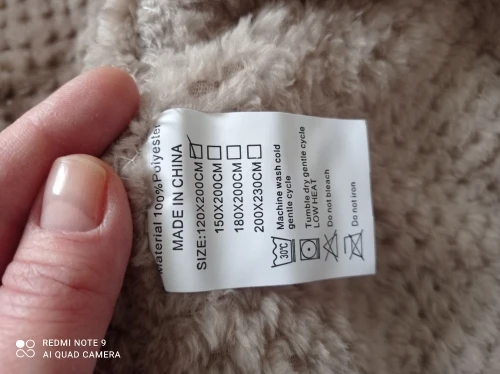 Material 100%Polyester
MADE IN CHINA
SIZE:120X200CM
150X200CM
180X200CM
200X230CM
30°C
Machine wash cold
gentle cycle
Tumble dry gentle cycle
LOW HEAT
Do not bleach
Do not iron
REDMI NOTE 9
AI QUAD CAMERA